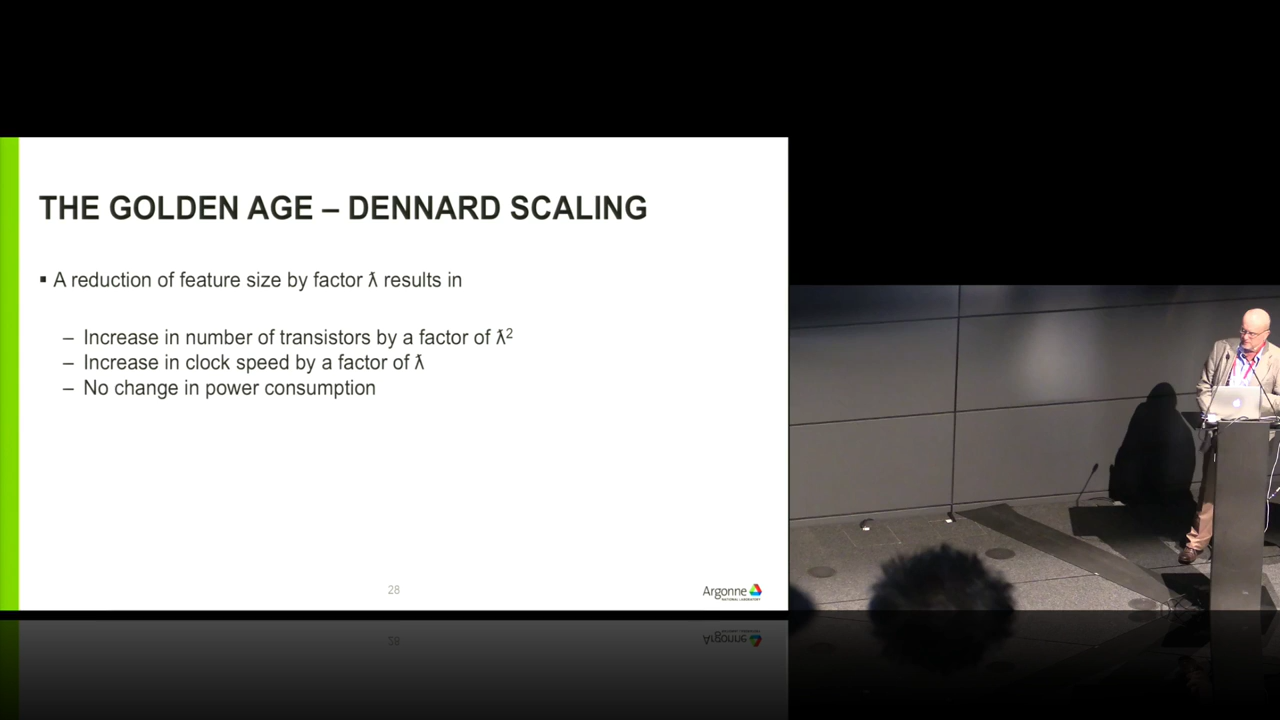 THE GOLDEN AGE – DENNARD SCALING
▪ A reduction of feature size by factor ƛ results in
– Increase in number of transistors by a factor of ƛ²
– Increase in clock speed by a factor of ƛ
– No change in power consumption
28
Argonne
NATIONAL LABORATORY